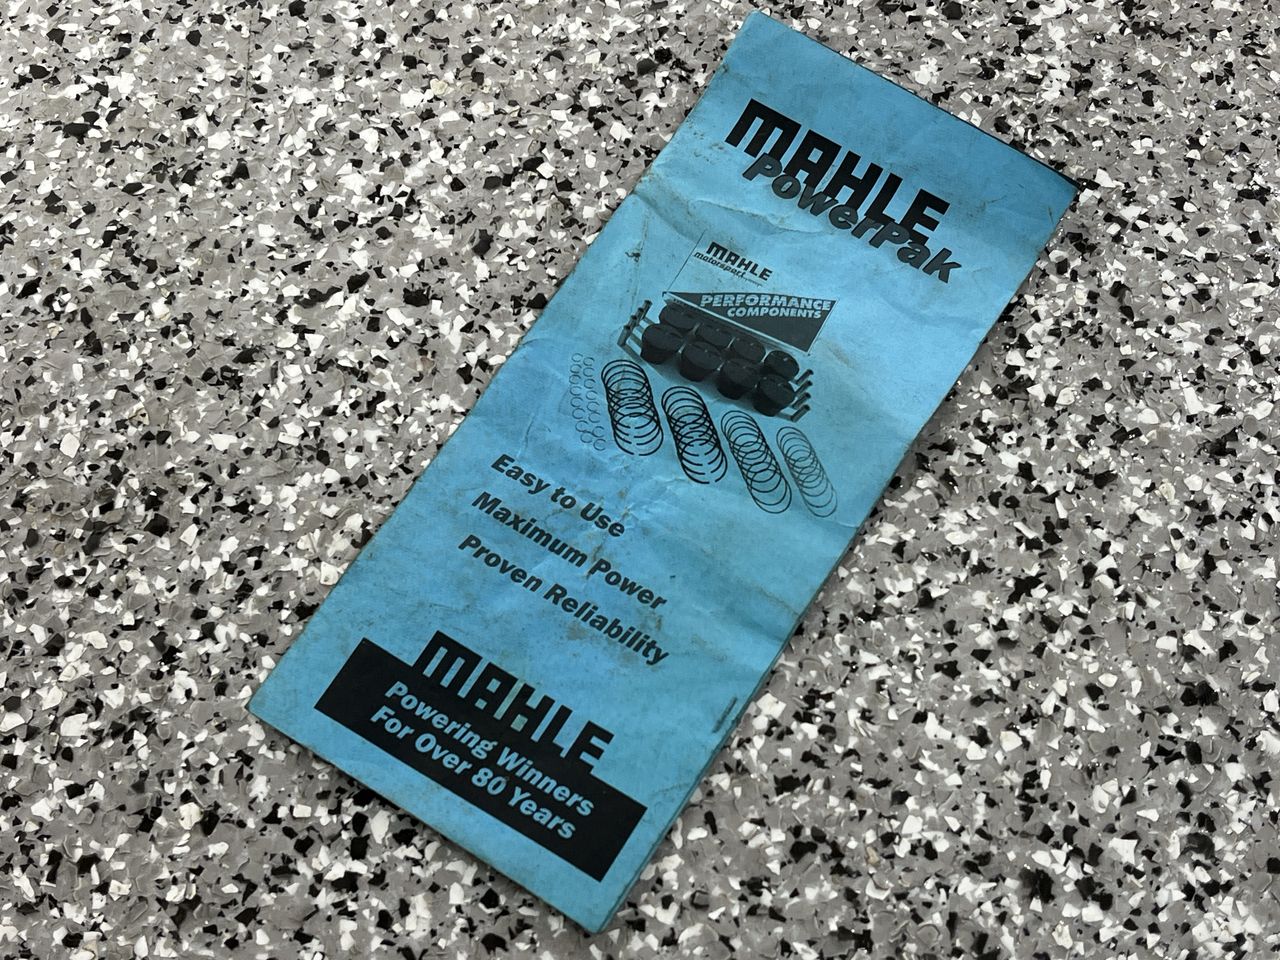 MAHLE
PowerPak
MAHLE
motorsport
PERFORMANCE
COMPONENTS
Easy to Use
Maximum Power
Proven Reliability
MAHLE
Powering Winners
For Over 80 Years